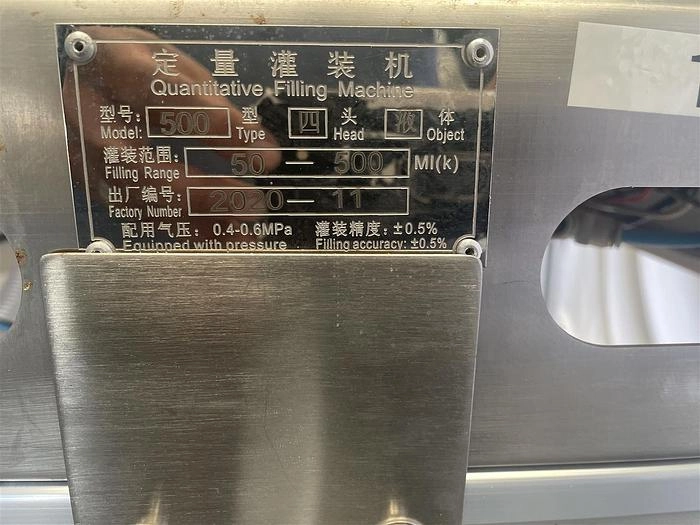 定量灌装机
Quantitative Filling Machine
型号: 500 型 四 头 液 体
Model: Type Head Object
灌装范围: 50 — 500 Ml(k)
Filling Range
出厂编号: 2020— 11
Factory Number
配用气压: 0.4-0.6MPa 灌装精度: ±0.5%
Equipped with pressure Filling accuracy: ±0.5%